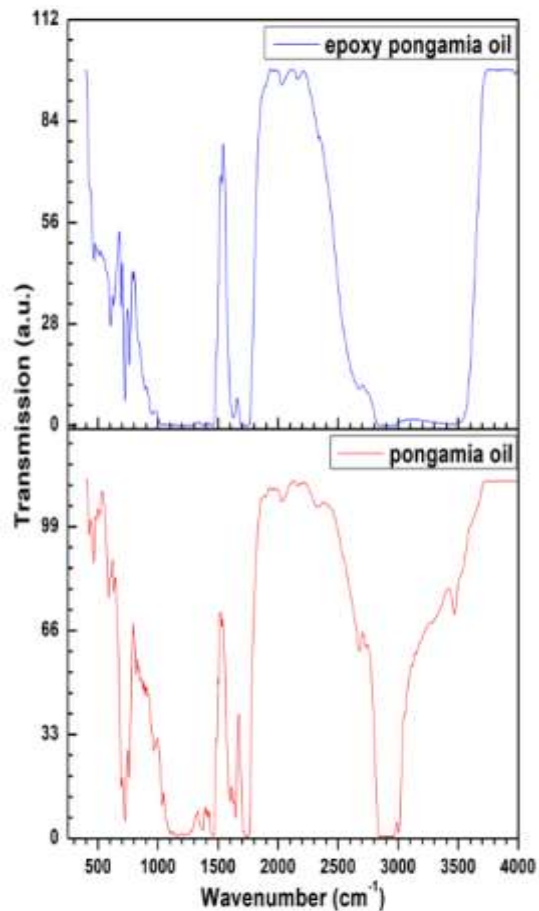 112
epoxy pongamia oil
84
56
28
0
Transmission (a.u.)
pongamia oil
99
66
33
0
500 1000 1500 2000 2500 3000 3500 4000
Wavenumber (cm⁻¹)